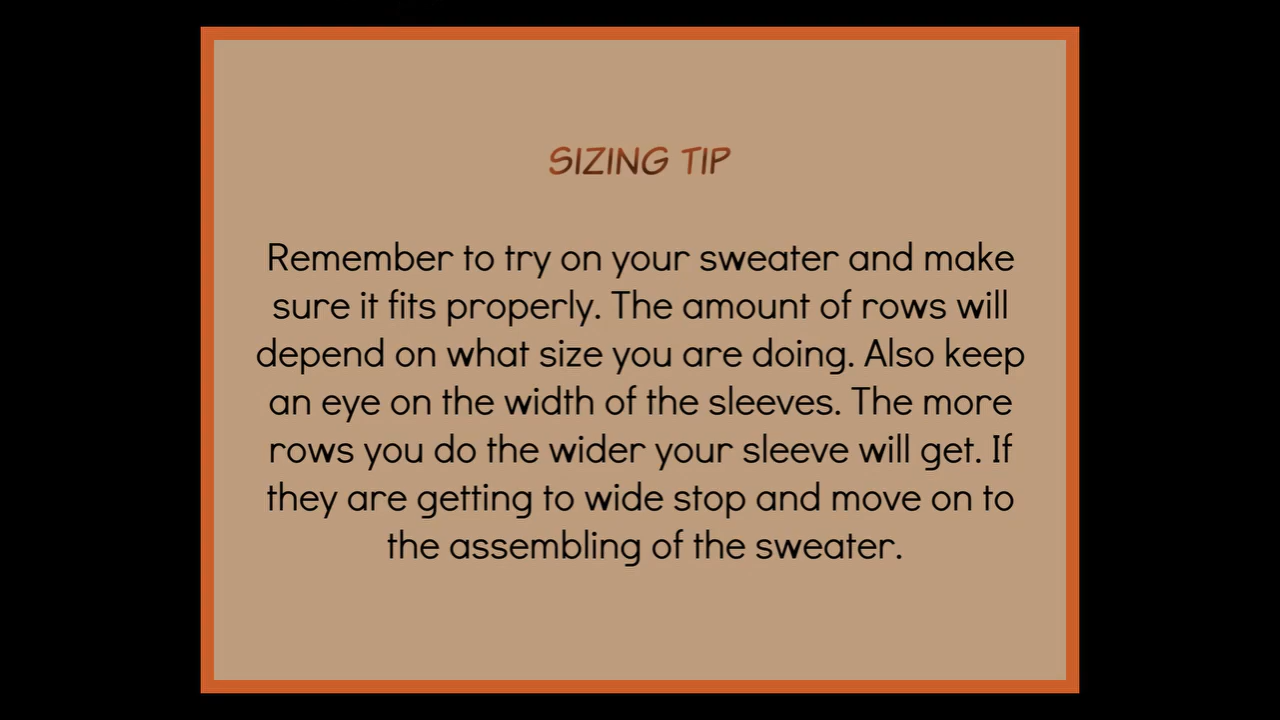 SIZING TIP
Remember to try on your sweater and make
sure it fits properly. The amount of rows will
depend on what size you are doing. Also keep
an eye on the width of the sleeves. The more
rows you do the wider your sleeve will get. If
they are getting to wide stop and move on to
the assembling of the sweater.